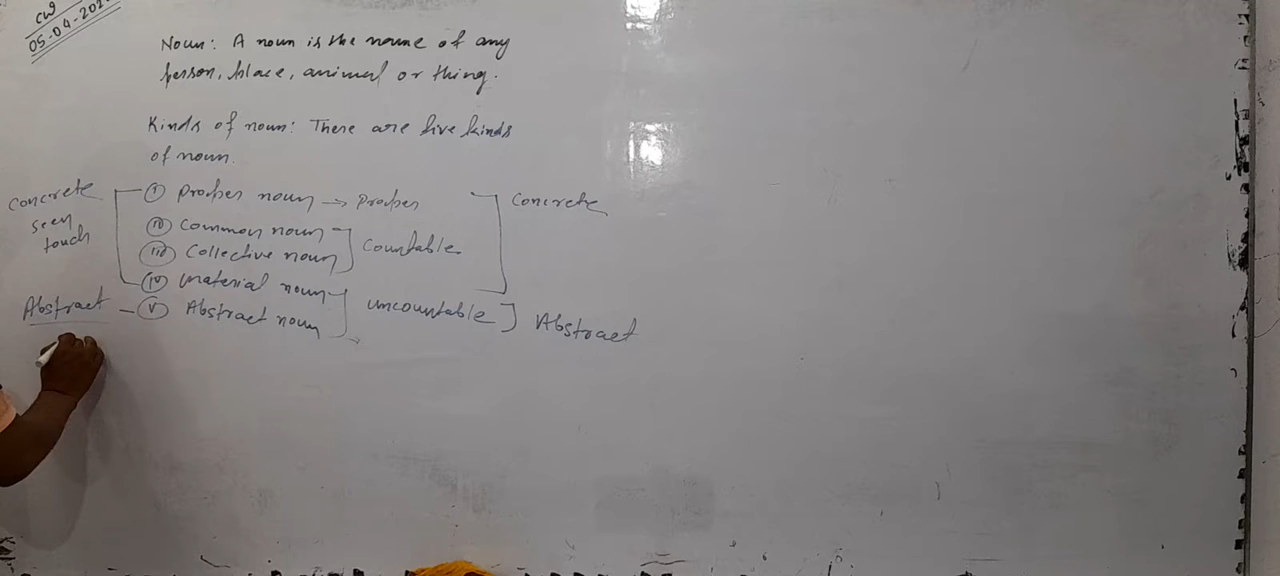 CW
05-04-202
Noun: A noun is the name of any
person, place, animal or thing.
Kinds of noun: There are five kinds
of noun.
Concrete
seen
touch
(i) Proper noun → Proper
(ii) Common noun
(iii) Collective noun
Countable
(iv) Material noun
Abstract – (v) Abstract noun
uncountable
Concrete
Abstract